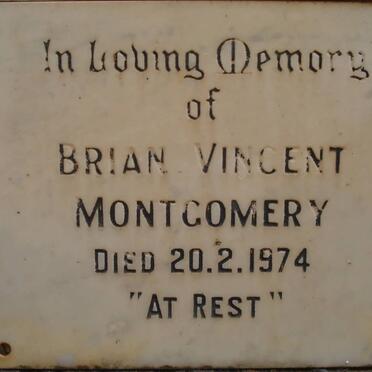 In Loving Memory
of
BRIAN VINCENT
MONTGOMERY
DIED 20.2.1974
"AT REST"